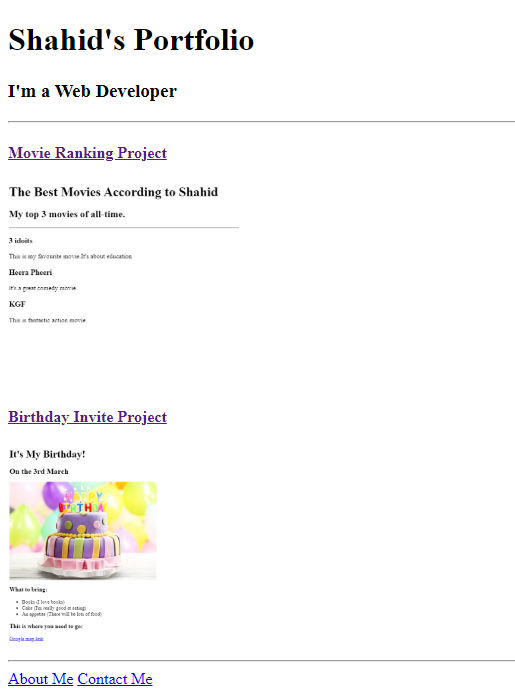 Shahid's Portfolio
I'm a Web Developer
Movie Ranking Project
The Best Movies According to Shahid
My top 3 movies of all-time.
3 idoits
This is my favourite movie.It's about education
Heera Pheeri
It's a great comedy movie
KGF
This is fantastic action movie
Birthday Invite Project
It's My Birthday!
On the 3rd March
HAPPY
BIRTHDAY
What to bring:
Books (I love books)
Cake (I'm really good at eating)
An appetite (There will be lots of food)
This is where you need to go:
Google map link
About Me Contact Me